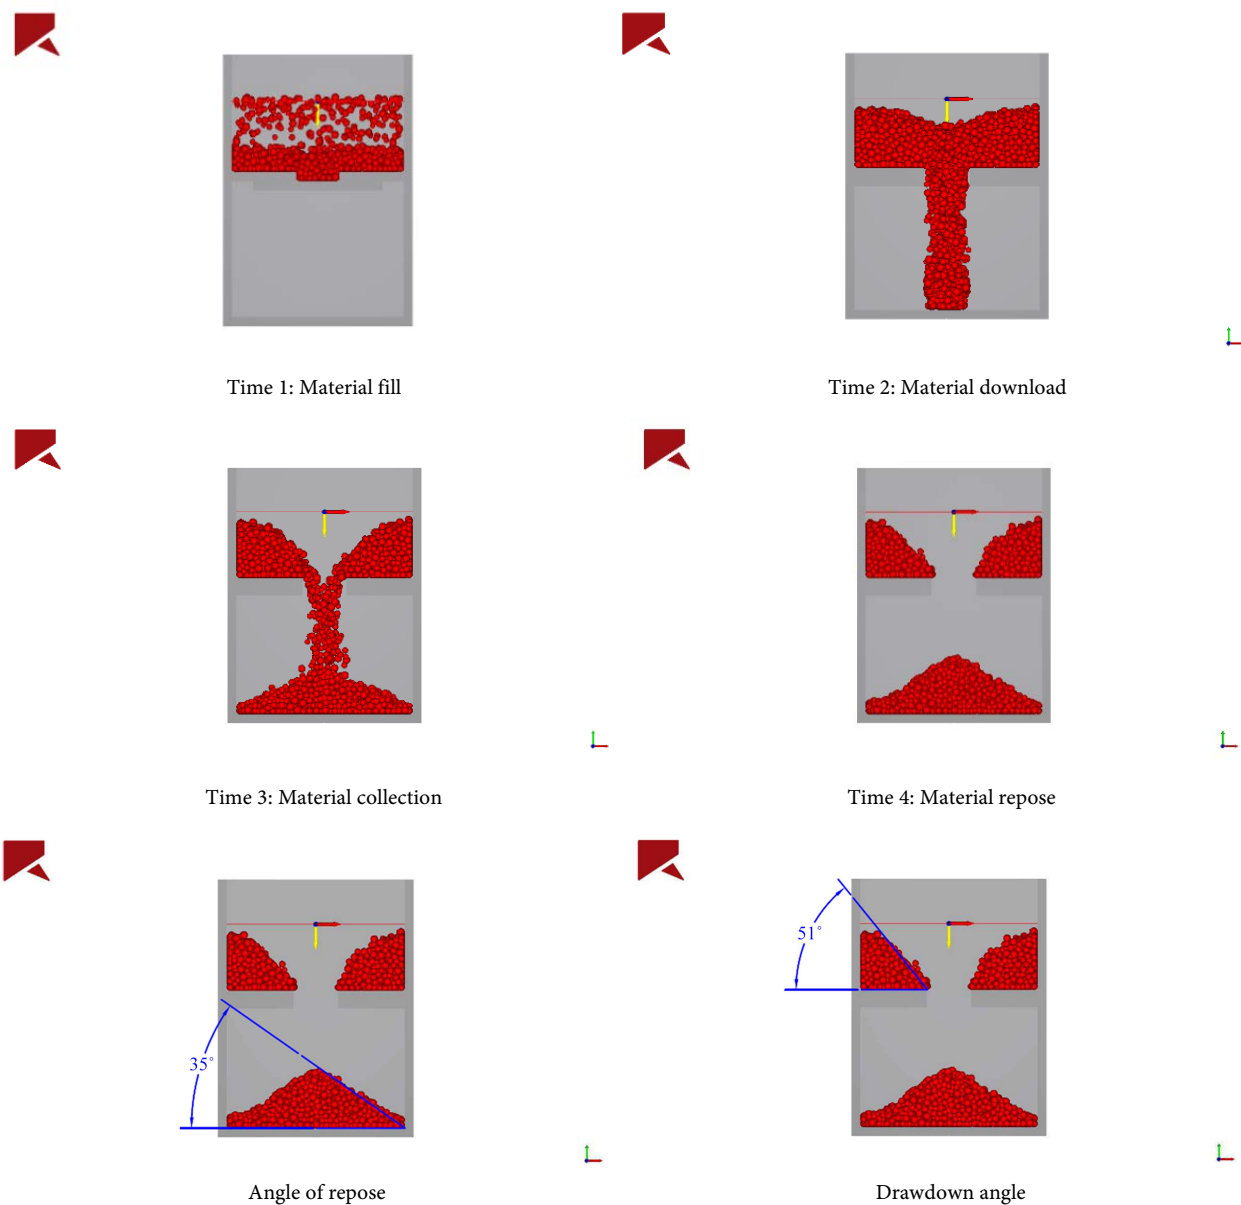 Time 1: Material fill
Time 2: Material download
Time 3: Material collection
Time 4: Material repose
35°
51°
Angle of repose
Drawdown angle